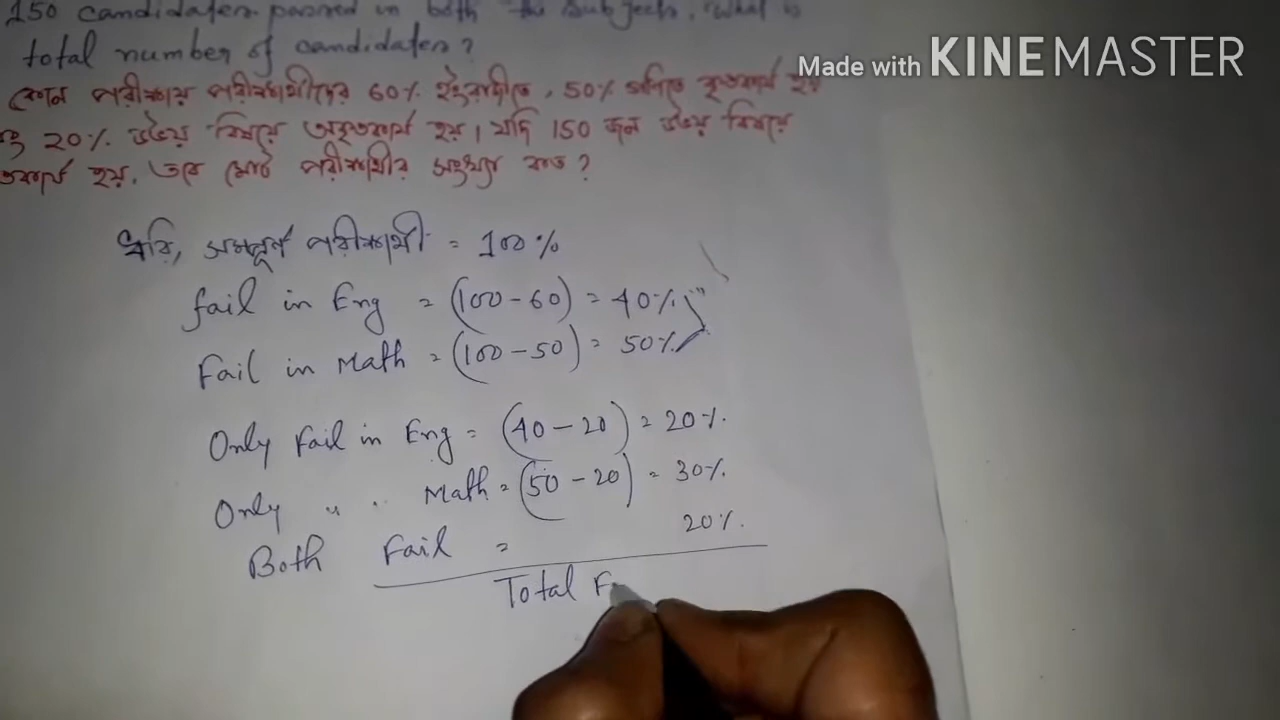 150 candidates passed in both the subjects. What is
total number of candidates?
Made with KINEMASTER
কোন পরীক্ষায় পরীক্ষার্থীদের 60% ইংরাজীতে, 50% গনিতে কৃতকার্য হয়
20% উভয় বিষয়ে অকৃতকার্য হয়। যদি 150 জন উভয় বিষয়ে
হয়, তবে মোট পরীক্ষার্থীর সংখ্যা কত?
ধরি, সম্পূর্ণ পরীক্ষার্থী = 100%
fail in Eng = (100-60) = 40%
Fail in Math = (100-50) = 50%
Only Fail in Eng = (40-20) = 20%
Only " " Math = (50-20) = 30%
Both Fail = 20%
Total F